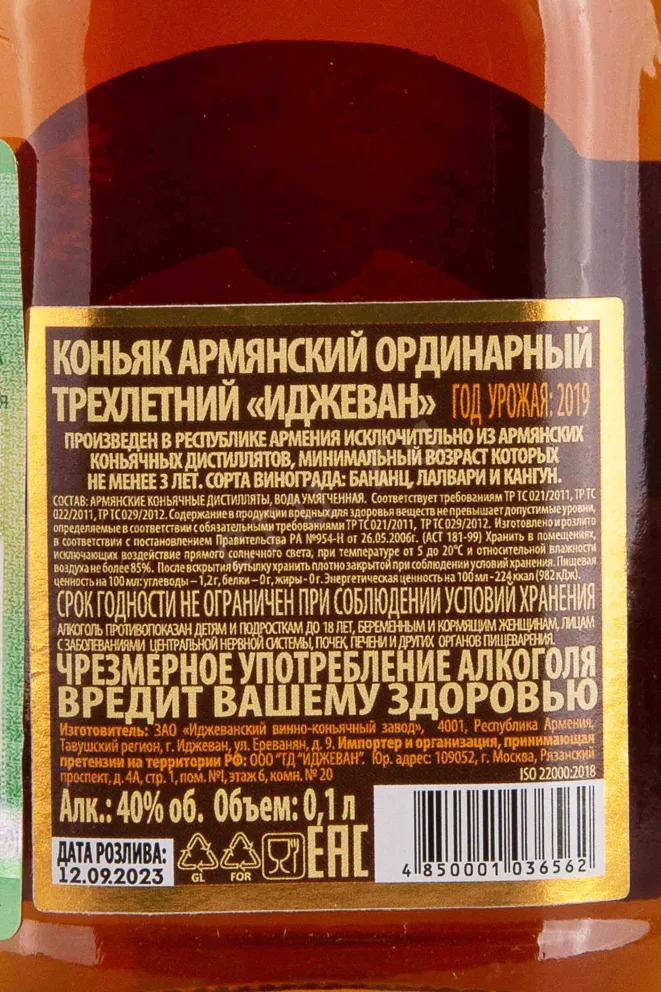 КОНЬЯК АРМЯНСКИЙ ОРДИНАРНЫЙ
ТРЕХЛЕТНИЙ «ИДЖЕВАН» ГОД УРОЖАЯ: 2019
ПРОИЗВЕДЕН В РЕСПУБЛИКЕ АРМЕНИЯ ИСКЛЮЧИТЕЛЬНО ИЗ АРМЯНСКИХ
КОНЬЯЧНЫХ ДИСТИЛЛЯТОВ, МИНИМАЛЬНЫЙ ВОЗРАСТ КОТОРЫХ
НЕ МЕНЕЕ 3 ЛЕТ. СОРТА ВИНОГРАДА: БАНАНЦ, ЛАЛВАРИ И КАНГУН.
СОСТАВ: АРМЯНСКИЕ КОНЬЯЧНЫЕ ДИСТИЛЛЯТЫ, ВОДА УМЯГЧЕННАЯ. Соответствует требованиям ТР ТС 021/2011, ТР ТС
022/2011, ТР ТС 029/2012. Содержание в продукции вредных для здоровья веществ не превышает допустимые уровни,
определяемые в соответствии с обязательными требованиями ТР ТС 021/2011, ТР ТС 029/2012. Изготовлено и розлито
в соответствии с постановлением Правительства РА №954-Н от 26.05.2006г. (АСТ 181-99) Хранить в помещениях,
исключающих воздействие прямого солнечного света, при температуре от 5 до 20°С и относительной влажности
воздуха не более 85%. После вскрытия бутылку хранить плотно закрытой при соблюдении условий хранения. Пищевая
ценность на 100 мл: углеводы – 1,2г, белки – 0г, жиры - 0г. Энергетическая ценность на 100 мл - 224 ккал (982 кДж).
СРОК ГОДНОСТИ НЕ ОГРАНИЧЕН ПРИ СОБЛЮДЕНИИ УСЛОВИЙ ХРАНЕНИЯ
АЛКОГОЛЬ ПРОТИВОПОКАЗАН ДЕТЯМ И ПОДРОСТКАМ ДО 18 ЛЕТ, БЕРЕМЕННЫМ И КОРМЯЩИМ ЖЕНЩИНАМ, ЛИЦАМ
С ЗАБОЛЕВАНИЯМИ ЦЕНТРАЛЬНОЙ НЕРВНОЙ СИСТЕМЫ, ПОЧЕК, ПЕЧЕНИ И ДРУГИХ ОРГАНОВ ПИЩЕВАРЕНИЯ.
ЧРЕЗМЕРНОЕ УПОТРЕБЛЕНИЕ АЛКОГОЛЯ
ВРЕДИТ ВАШЕМУ ЗДОРОВЬЮ
Изготовитель: ЗАО «Иджеванский винно-коньячный завод», 4001, Республика Армения,
Тавушский регион, г. Иджеван, ул. Ереванян, д. 9. Импортер и организация, принимающая
претензии на территории РФ: ООО "ТД "ИДЖЕВАН". Юр. адрес: 109052, г. Москва, Рязанский
проспект, д. 4А, стр. 1, пом. №I, этаж 6, комн. № 20
ISO 22000:2018
Алк.: 40% об. Объем: 0,1 л
ДАТА РОЗЛИВА:
12.09.2023
GL FOR EAC
4 850001 036562